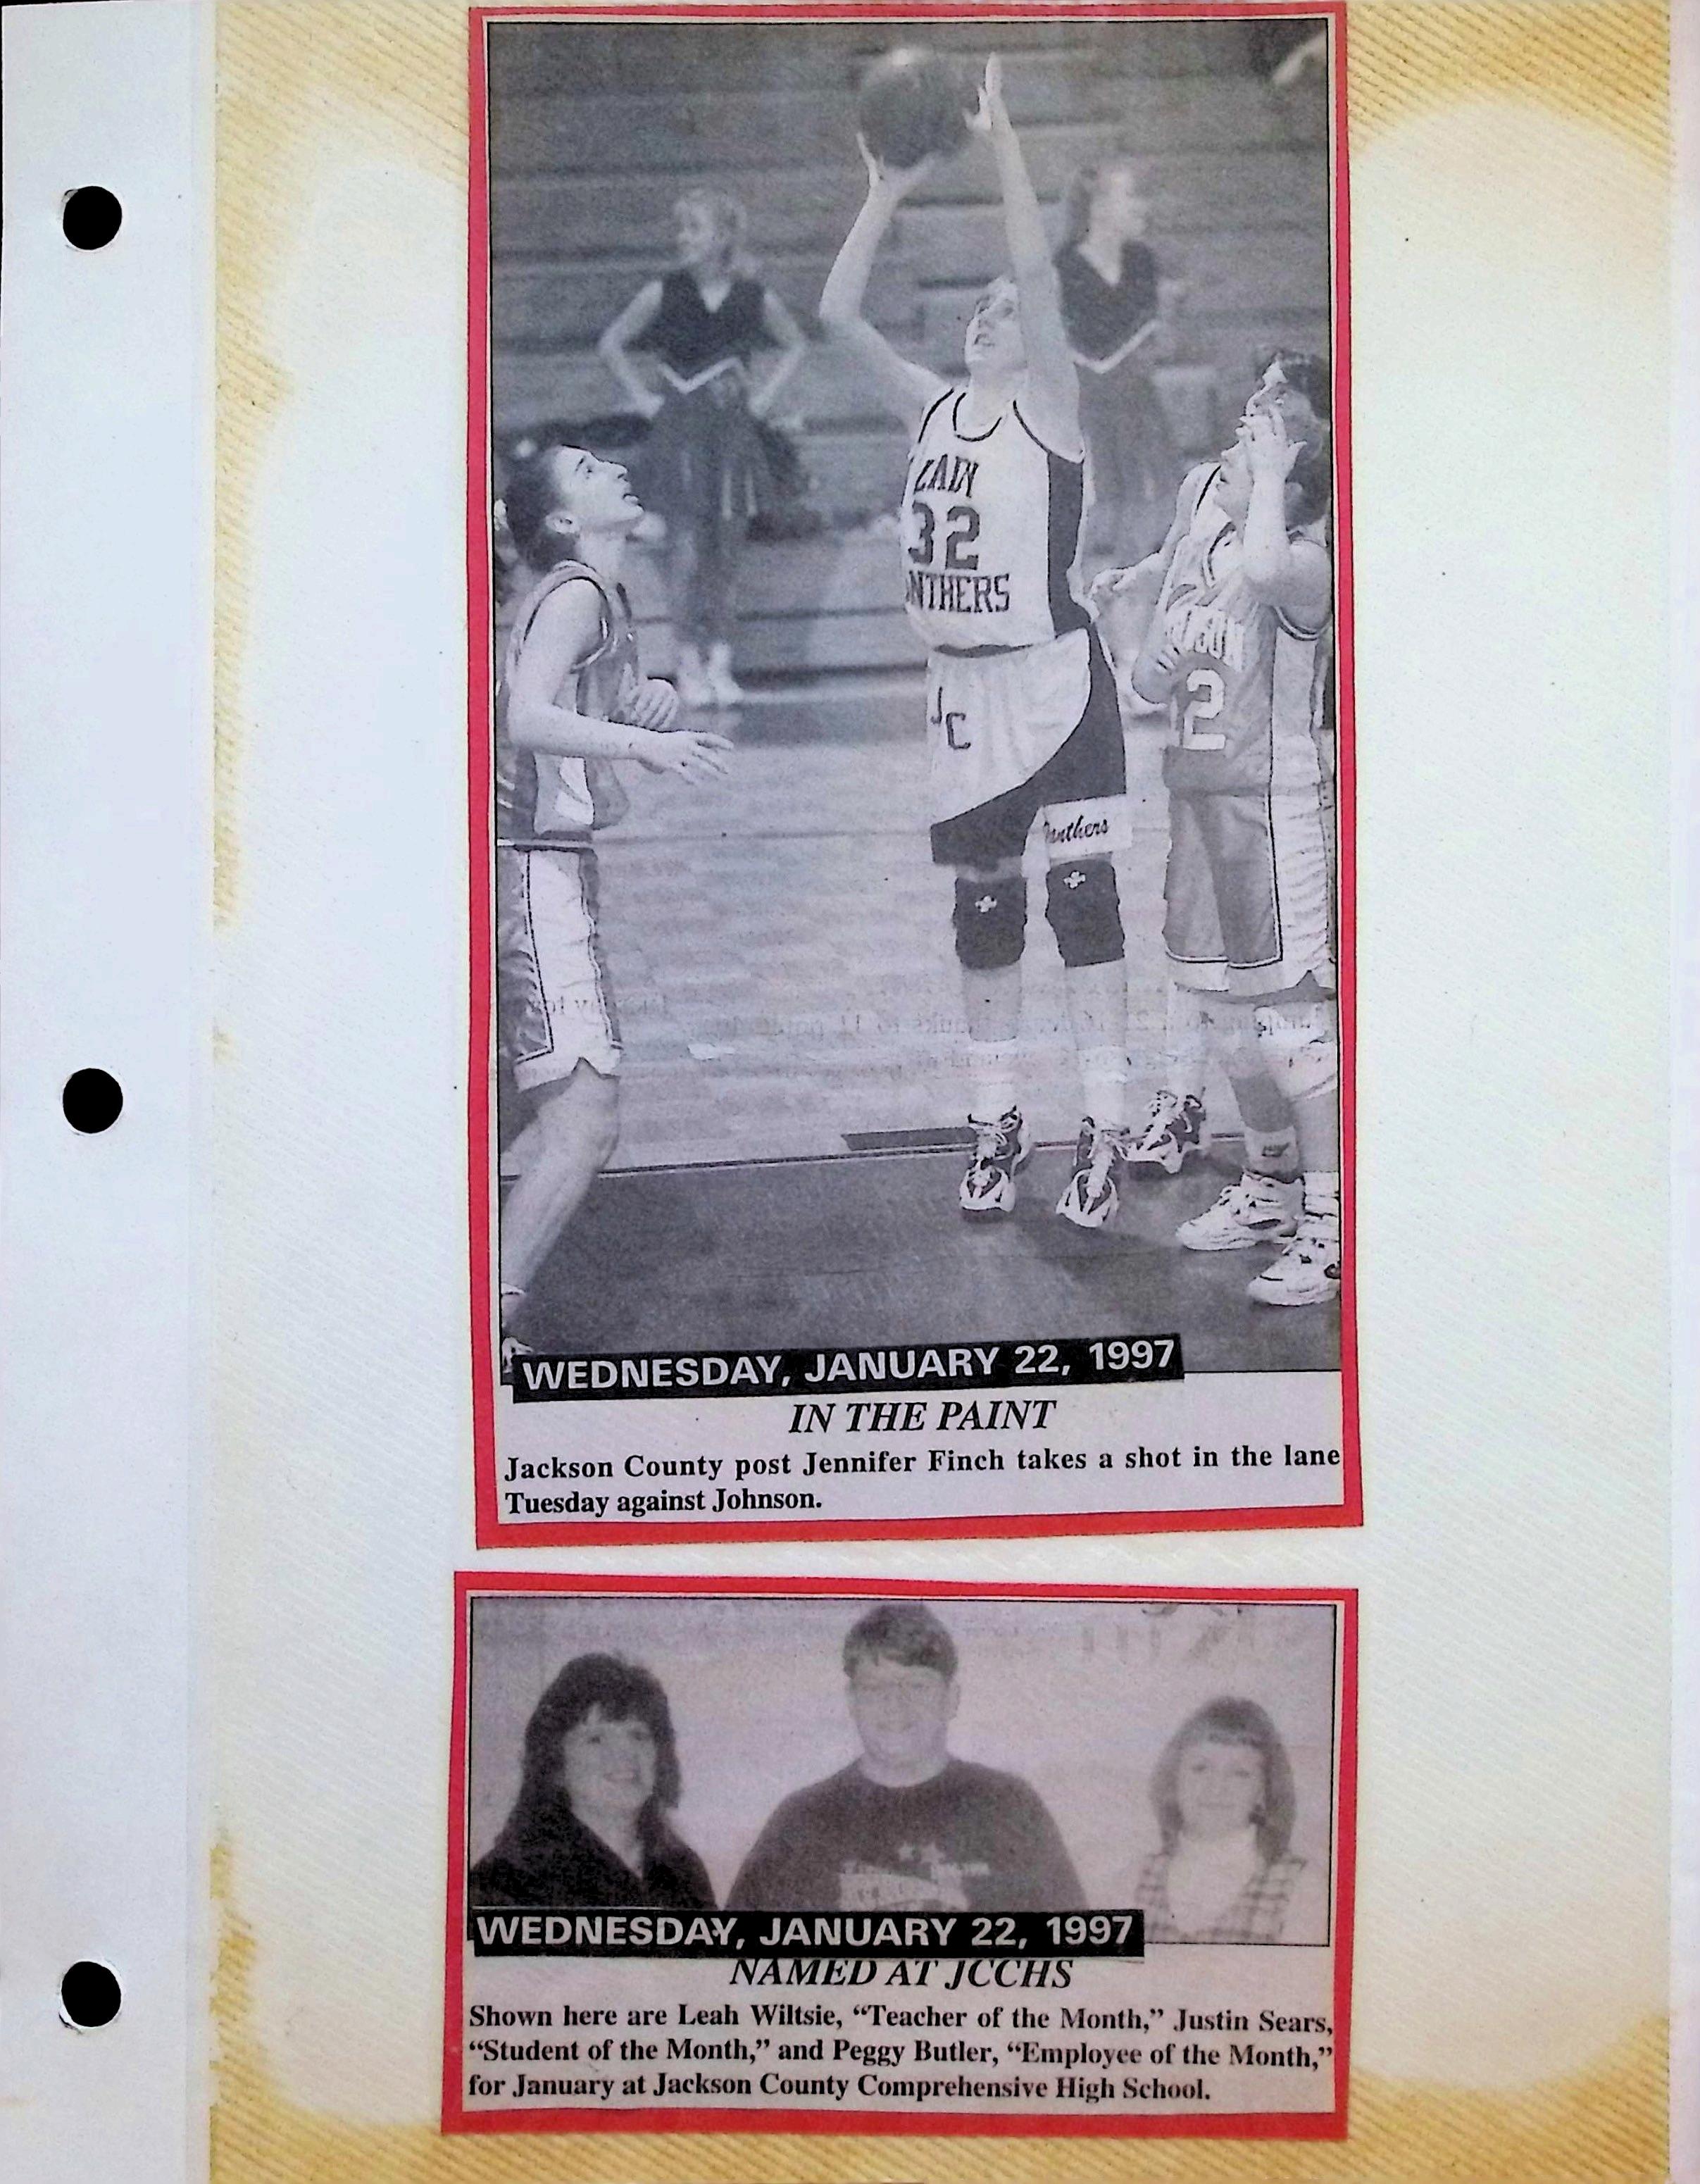 LADY
32
ANTHERS
JC
Panthers
2
WEDNESDAY, JANUARY 22, 1997
IN THE PAINT
Jackson County post Jennifer Finch takes a shot in the lane
Tuesday against Johnson.
WEDNESDAY, JANUARY 22, 1997
NAMED AT JCCHS
Shown here are Leah Wiltsie, “Teacher of the Month,” Justin Sears,
“Student of the Month,” and Peggy Butler, “Employee of the Month,”
for January at Jackson County Comprehensive High School.